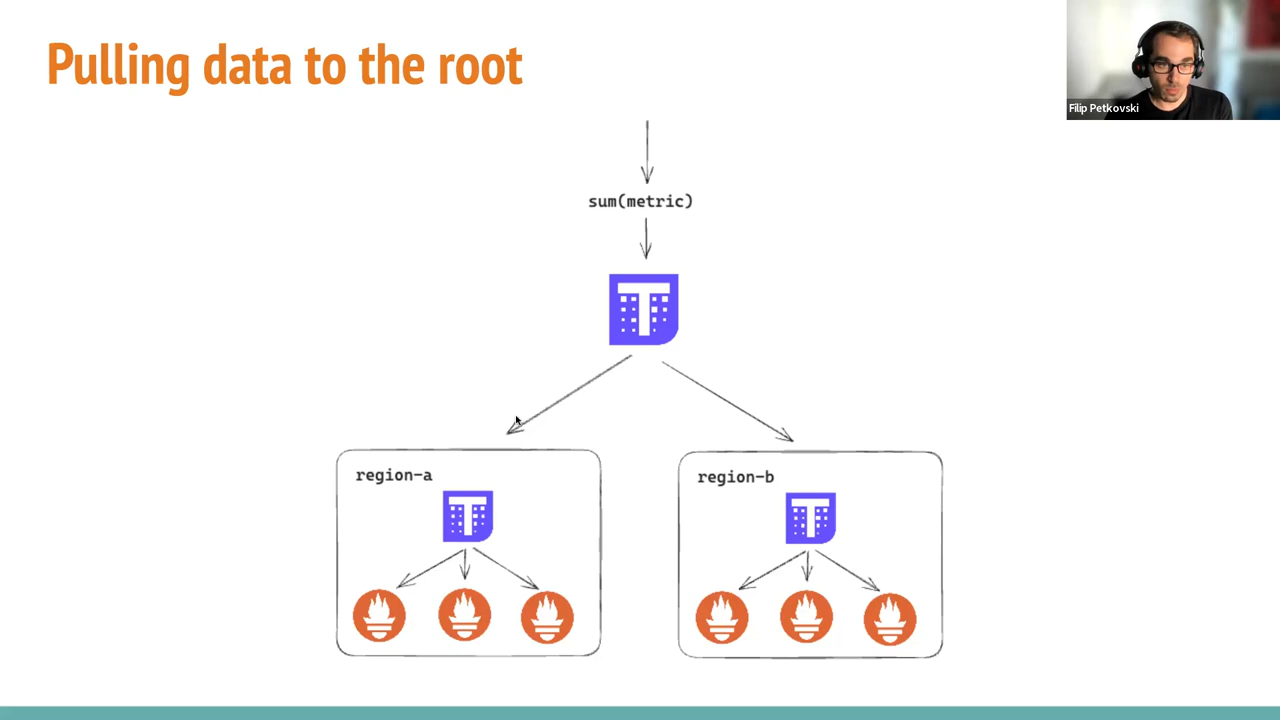 Pulling data to the root
Filip Petkovski
sum(metric)
T
region-a
region-b
T
T